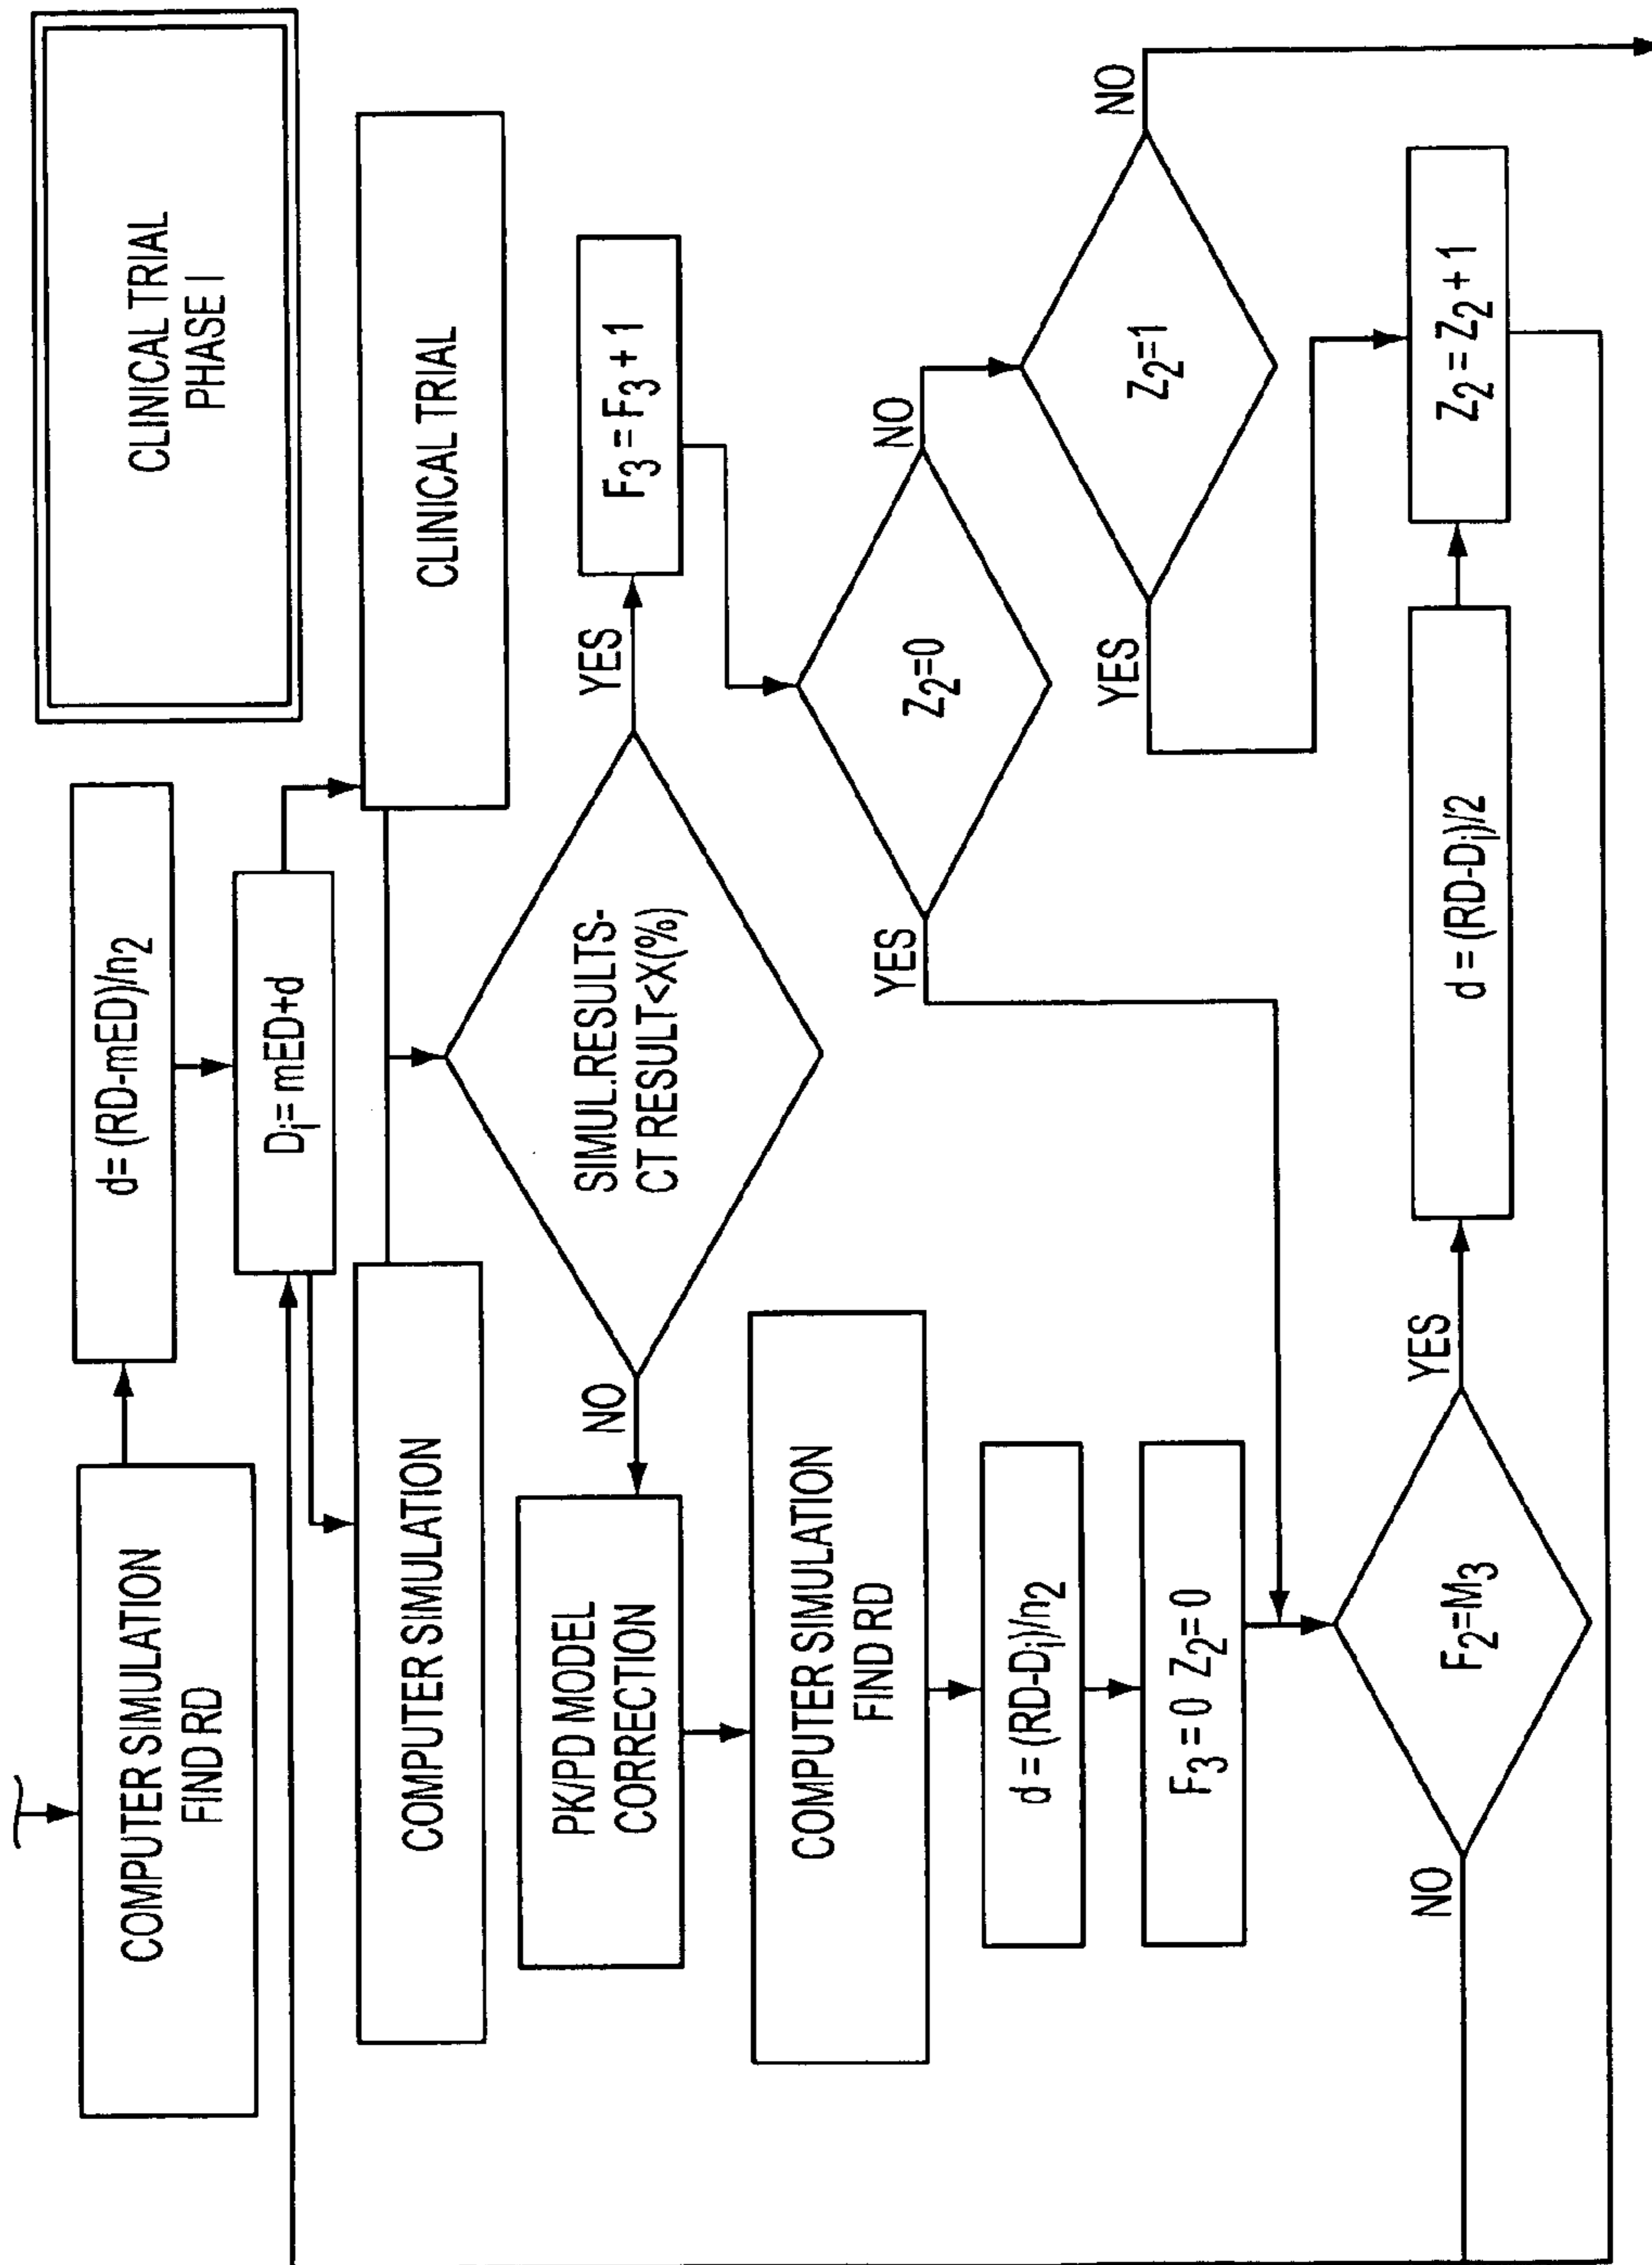 CLINICAL TRIAL
PHASE I
COMPUTER SIMULATION
FIND RD
d= (RD-mED)/n₂
Dᵢ= mED+d
COMPUTER SIMULATION
CLINICAL TRIAL
SIMUL.RESULTS-
CT RESULT<X(%)
NO
YES
PK/PD MODEL
CORRECTION
F₃ = F₃ + 1
COMPUTER SIMULATION
FIND RD
Z₂=0
YES
NO
d = (RD-Dᵢ)/n₂
Z₂=1
YES
NO
F₃ = 0 Z₂= 0
F₂=M₃
NO
YES
d = (RD-Dᵢ)/2
Z₂ = Z₂ + 1